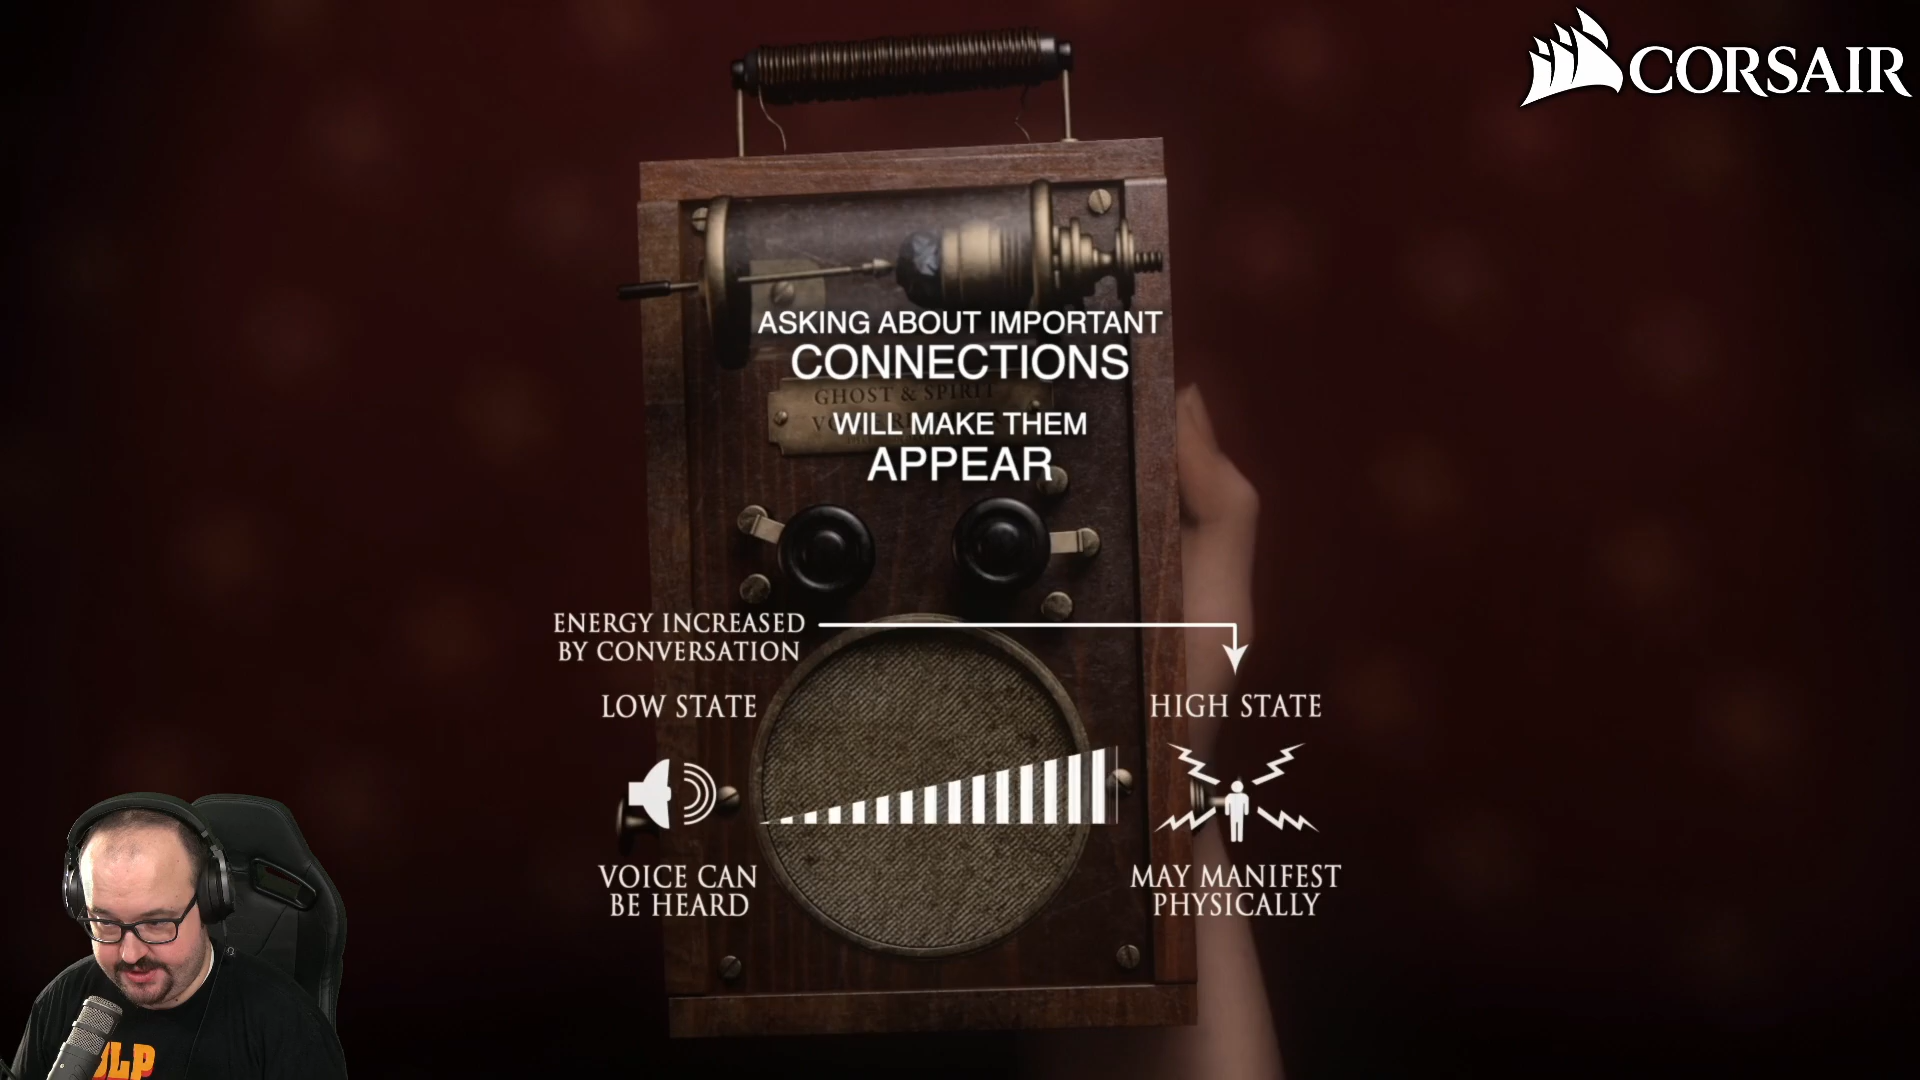 CORSAIR
ASKING ABOUT IMPORTANT
CONNECTIONS
GHOST & SPIRIT
WILL MAKE THEM
APPEAR
ENERGY INCREASED
BY CONVERSATION
LOW STATE
HIGH STATE
VOICE CAN
BE HEARD
MAY MANIFEST
PHYSICALLY